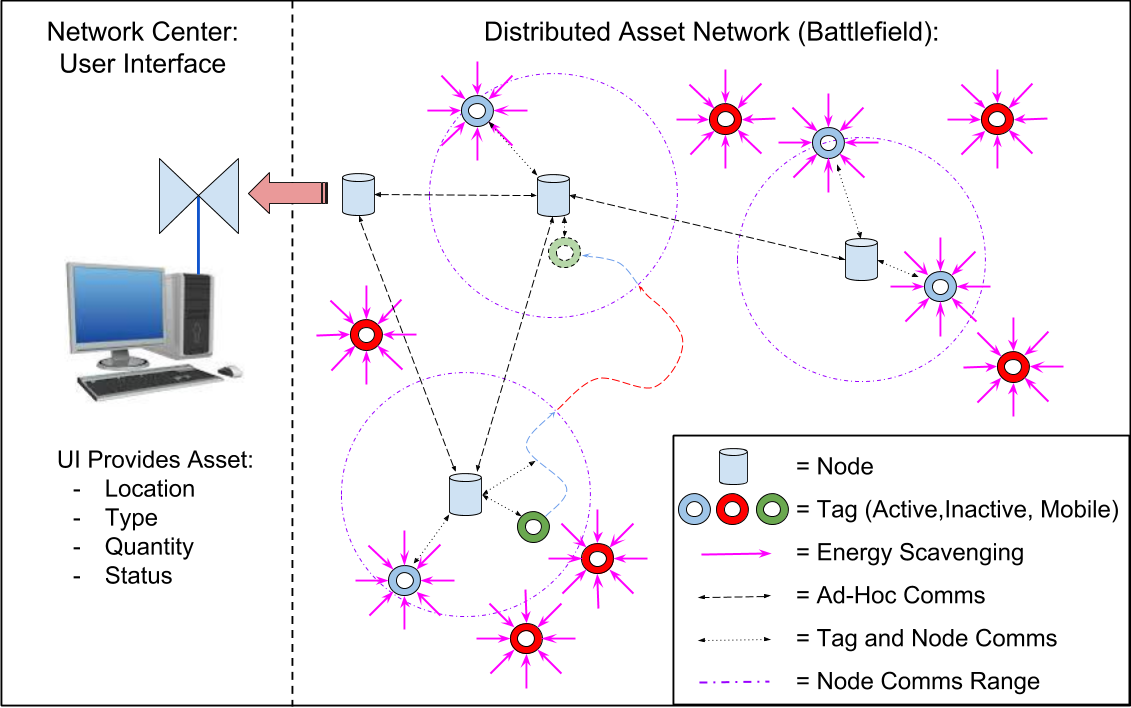 Network Center:
User Interface
Distributed Asset Network (Battlefield):
UI Provides Asset:
- Location
- Type
- Quantity
- Status
= Node
= Tag (Active,Inactive, Mobile)
= Energy Scavenging
= Ad-Hoc Comms
= Tag and Node Comms
= Node Comms Range